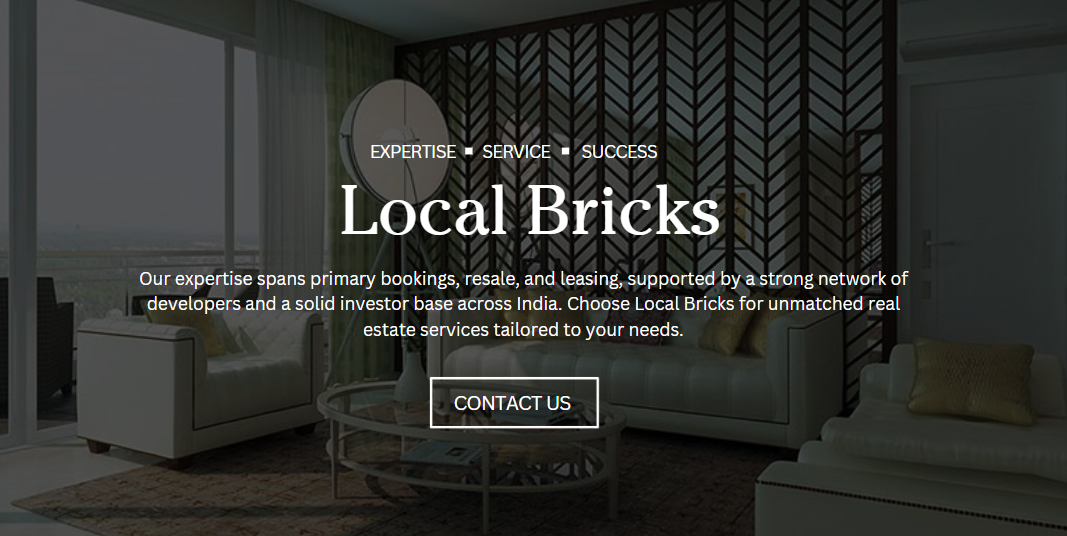 EXPERTISE ▪ SERVICE ▪ SUCCESS
Local Bricks
Our expertise spans primary bookings, resale, and leasing, supported by a strong network of
developers and a solid investor base across India. Choose Local Bricks for unmatched real
estate services tailored to your needs.
CONTACT US